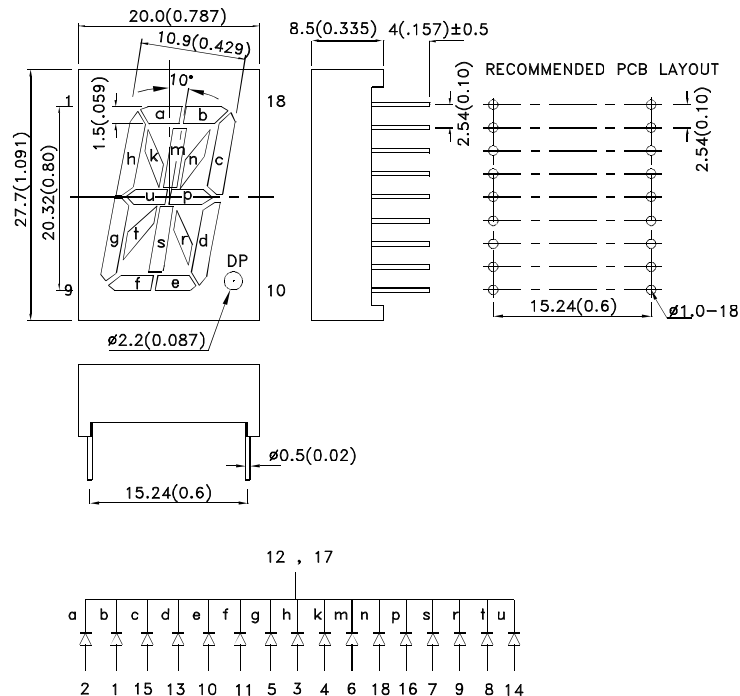 20.0(0.787)
10.9(0.429)
10°
1.5(.059)
27.7(1.091)
20.32(0.80)
1
18
9
10
a b
h k m n c
u p
g t s r d
f e
DP
ø2.2(0.087)
8.5(0.335)
4(.157)±0.5
2.54(0.10)
RECOMMENDED PCB LAYOUT
2.54(0.10)
15.24(0.6)
ø1.0-18
ø0.5(0.02)
15.24(0.6)
12 , 17
a b c d e f g h k m n p s r t u
2 1 15 13 10 11 5 3 4 6 18 16 7 9 8 14